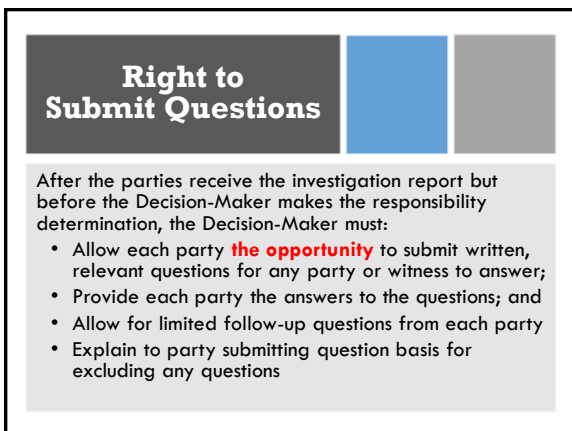 Right to
Submit Questions
After the parties receive the investigation report but
before the Decision-Maker makes the responsibility
determination, the Decision-Maker must:
• Allow each party the opportunity to submit written,
relevant questions for any party or witness to answer;
• Provide each party the answers to the questions; and
• Allow for limited follow-up questions from each party
• Explain to party submitting question basis for
excluding any questions